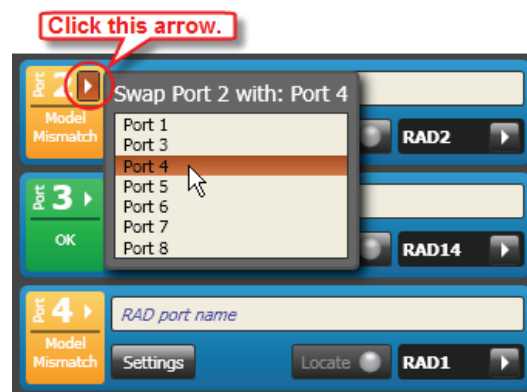 Click this arrow.
Port 2
Model
Mismatch
Swap Port 2 with: Port 4
Port 1
Port 3
Port 4
Port 5
Port 6
Port 7
Port 8
RAD2
Port 3
OK
RAD14
Port 4
Model
Mismatch
RAD port name
Settings
Locate
RAD1